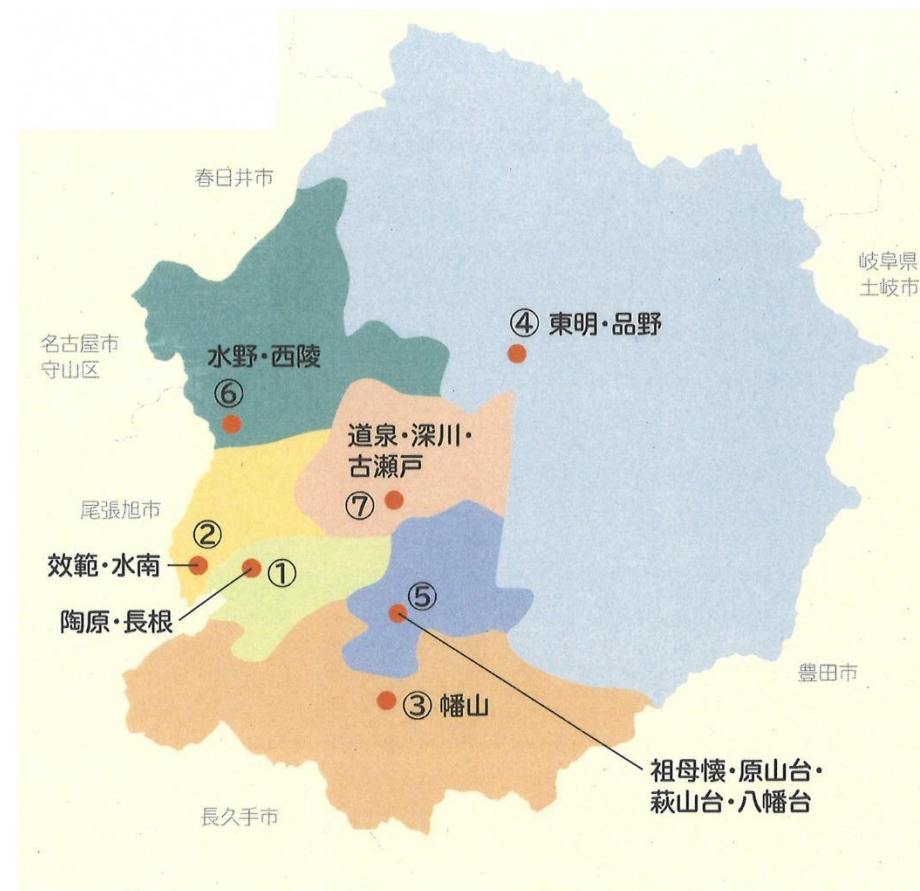 春日井市
岐阜県
土岐市
④ 東明・品野
名古屋市
守山区
水野・西陵
⑥
道泉・深川・
古瀬戸
⑦
尾張旭市
②
効範・水南
①
陶原・長根
⑤
豊田市
③ 幡山
祖母懐・原山台・
萩山台・八幡台
長久手市